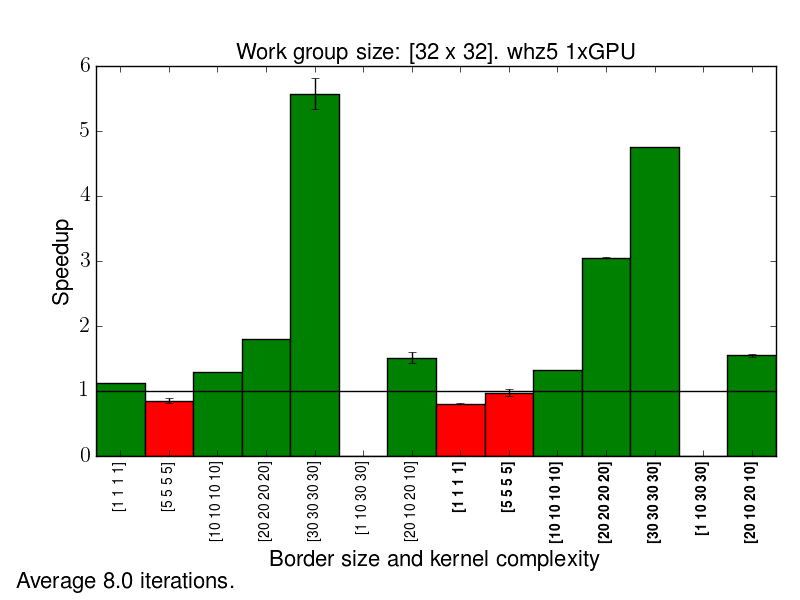 Work group size: [32 x 32]. whz5 1xGPU
6
5
4
3
2
1
0
Speedup
[1 1 1 1]
[5 5 5 5]
[10 10 10 10]
[20 20 20 20]
[30 30 30 30]
[1 10 30 30]
[20 10 20 10]
[1 1 1 1]
[5 5 5 5]
[10 10 10 10]
[20 20 20 20]
[30 30 30 30]
[1 10 30 30]
[20 10 20 10]
Border size and kernel complexity
Average 8.0 iterations.